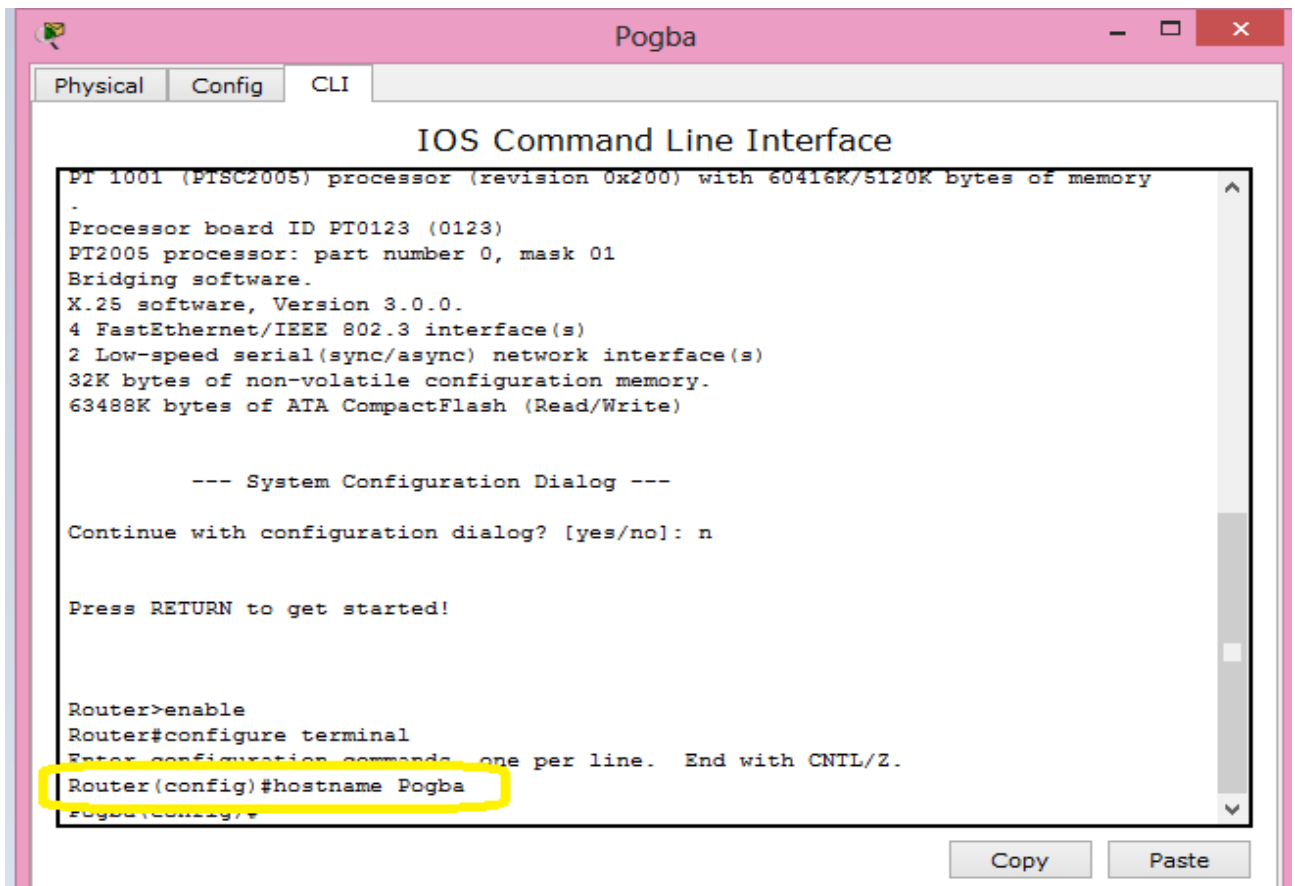 Pogba
Physical Config CLI
IOS Command Line Interface
PT 1001 (PTSC2005) processor (revision 0x200) with 60416K/5120K bytes of memory
.
Processor board ID PT0123 (0123)
PT2005 processor: part number 0, mask 01
Bridging software.
X.25 software, Version 3.0.0.
4 FastEthernet/IEEE 802.3 interface(s)
2 Low-speed serial(sync/async) network interface(s)
32K bytes of non-volatile configuration memory.
63488K bytes of ATA CompactFlash (Read/Write)
--- System Configuration Dialog ---
Continue with configuration dialog? [yes/no]: n
Press RETURN to get started!
Router>enable
Router#configure terminal
Enter configuration commands, one per line.  End with CNTL/Z.
Router(config)#hostname Pogba
Pogba(config)#
Copy Paste